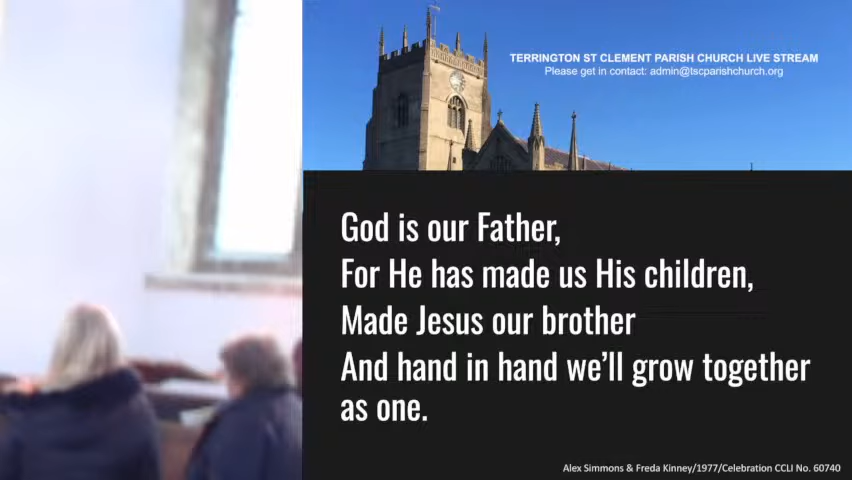 TERRINGTON ST CLEMENT PARISH CHURCH LIVE STREAM
Please get in contact: admin@tscparishchurch.org
God is our Father,
For He has made us His children,
Made Jesus our brother
And hand in hand we’ll grow together
as one.
Alex Simmons & Freda Kinney/1977/Celebration CCLI No. 60740